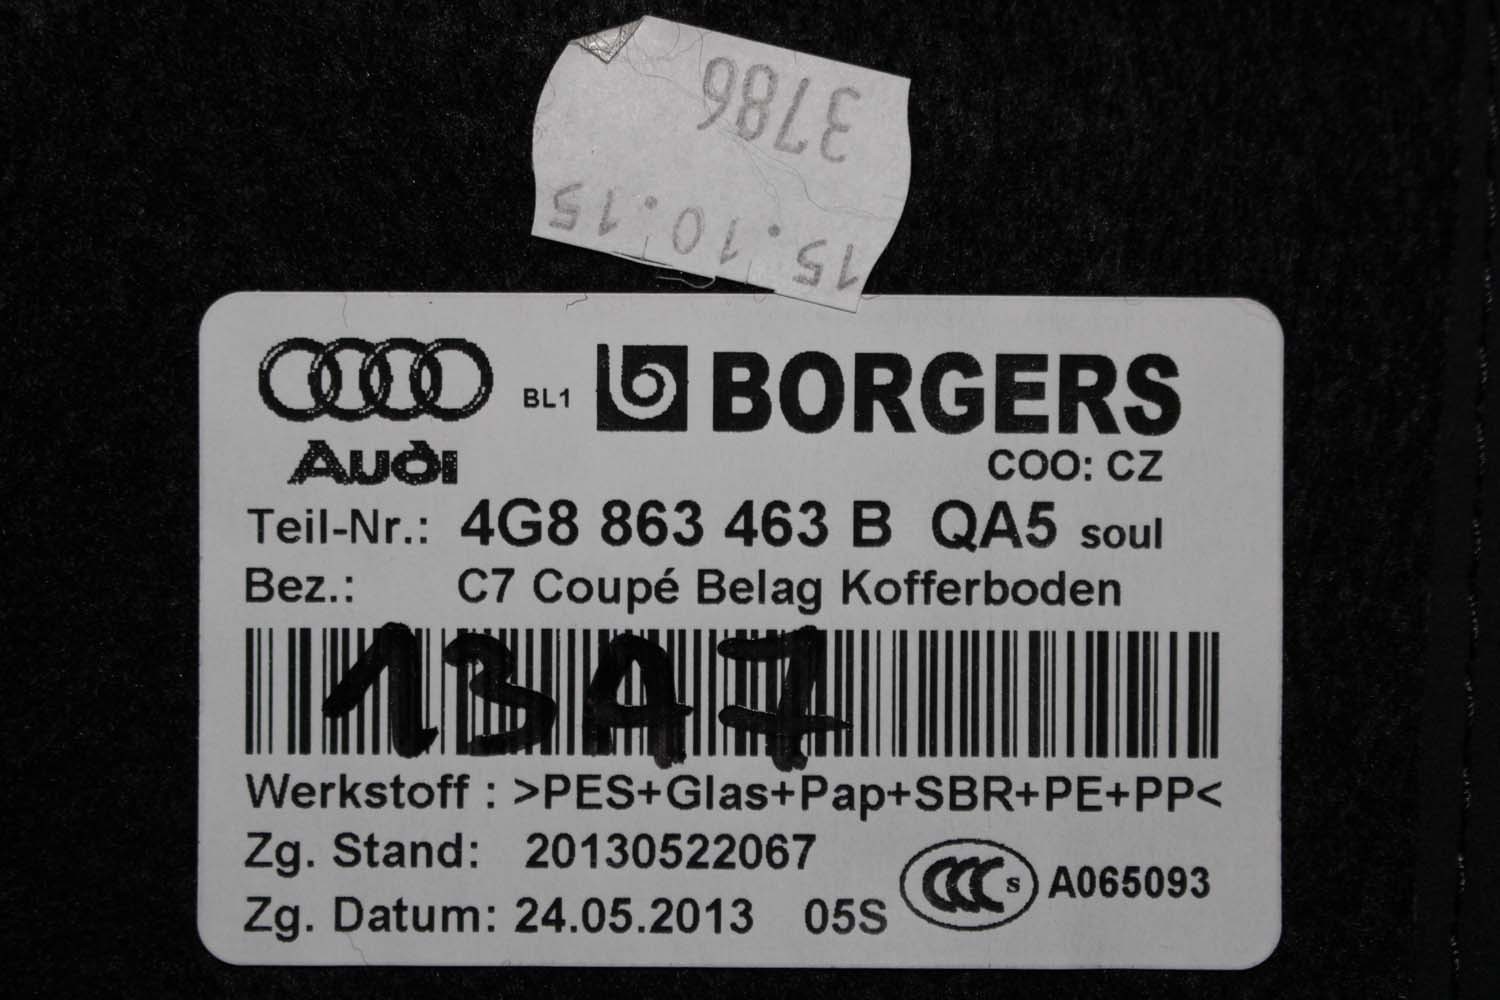 3786
15.10.15
BL1 BORGERS
Audi
COO: CZ
Teil-Nr.: 4G8 863 463 B QA5 soul
Bez.: C7 Coupé Belag Kofferboden
13A7
Werkstoff : >PES+Glas+Pap+SBR+PE+PP<
Zg. Stand: 20130522067
CCC S A065093
Zg. Datum: 24.05.2013 05S